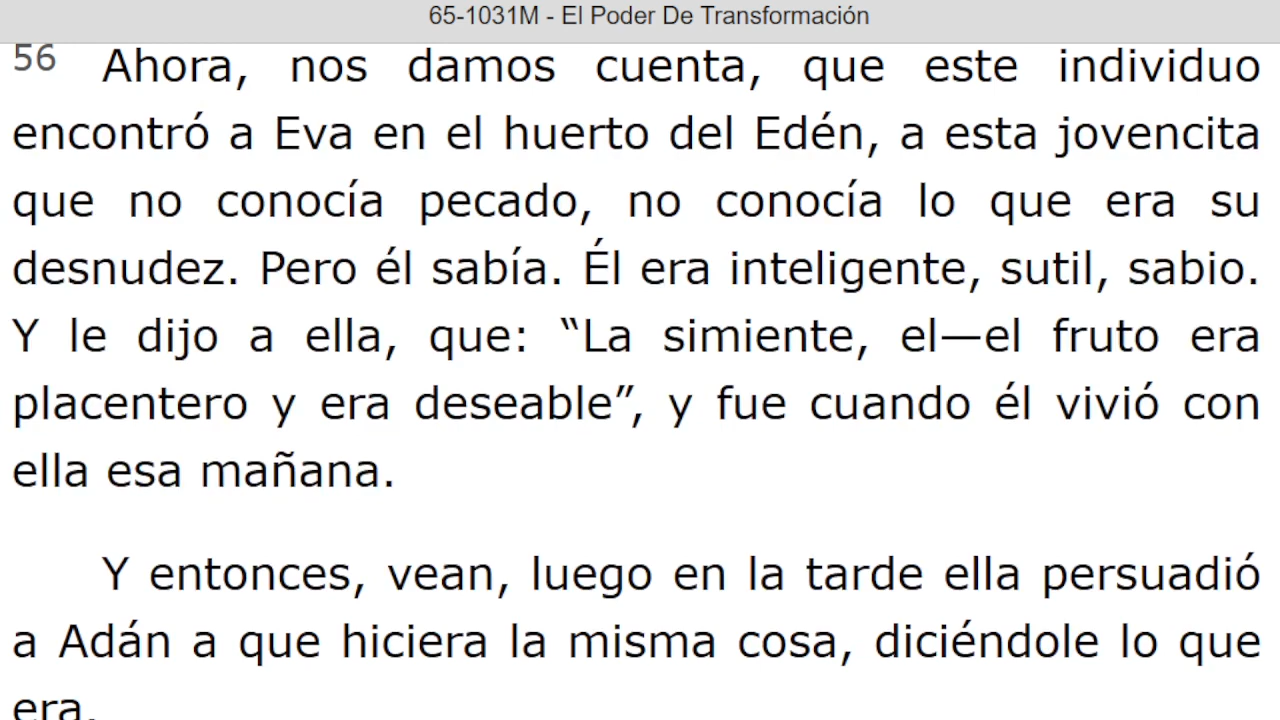 65-1031M - El Poder De Transformación
56 Ahora, nos damos cuenta, que este individuo
encontró a Eva en el huerto del Edén, a esta jovencita
que no conocía pecado, no conocía lo que era su
desnudez. Pero él sabía. Él era inteligente, sutil, sabio.
Y le dijo a ella, que: “La simiente, el—el fruto era
placentero y era deseable”, y fue cuando él vivió con
ella esa mañana.
Y entonces, vean, luego en la tarde ella persuadió
a Adán a que hiciera la misma cosa, diciéndole lo que
era.